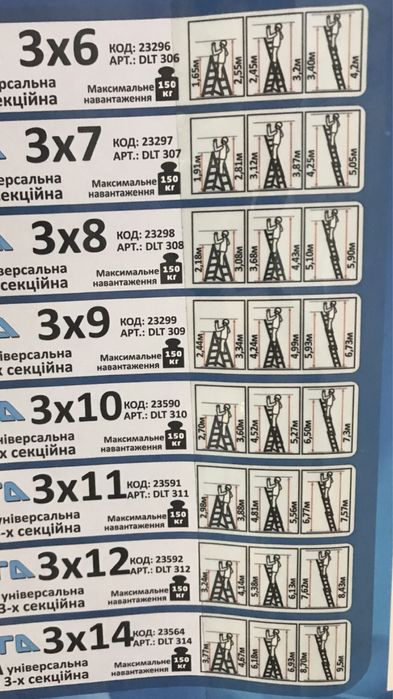 3x6 КОД: 23296
АРТ.: DLT 306
Максимальне
навантаження 150 кг
1,65м 2,55м 2,45м 3,2м 3,40м 4,2м
3x7 КОД: 23297
АРТ.: DLT 307
Максимальне
навантаження 150 кг
секційна
1,91м 2,81м 3,12м 3,87м 4,25м 5,05м
3x8 КОД: 23298
АРТ.: DLT 308
Максимальне
навантаження 150 кг
секційна
2,18м 3,08м 3,68м 4,43м 5,10м 5,90м
3x9 КОД: 23299
АРТ.: DLT 309
Максимальне
навантаження 150 кг
х секційна
2,44м 3,34м 4,24м 4,99м 5,93м 6,73м
3x10 КОД: 23590
АРТ.: DLT 310
Максимальне
навантаження 150 кг
-х секційна
2,70м 3,60м 4,52м 5,27м 6,50м 7,3м
3x11 КОД: 23591
АРТ.: DLT 311
універсальна Максимальне
3-х секційна навантаження 150 кг
2,98м 3,88м 4,81м 5,56м 6,77м 7,57м
3x12 КОД: 23592
АРТ.: DLT 312
універсальна Максимальне
3-х секційна навантаження 150 кг
3,24м 4,14м 5,38м 6,13м 7,62м 8,43м
3x14 КОД: 23564
АРТ.: DLT 314
універсальна Максимальне
3-х секційна навантаження 150 кг
4,67м 6,18м 6,93м 8,70м 9,5м